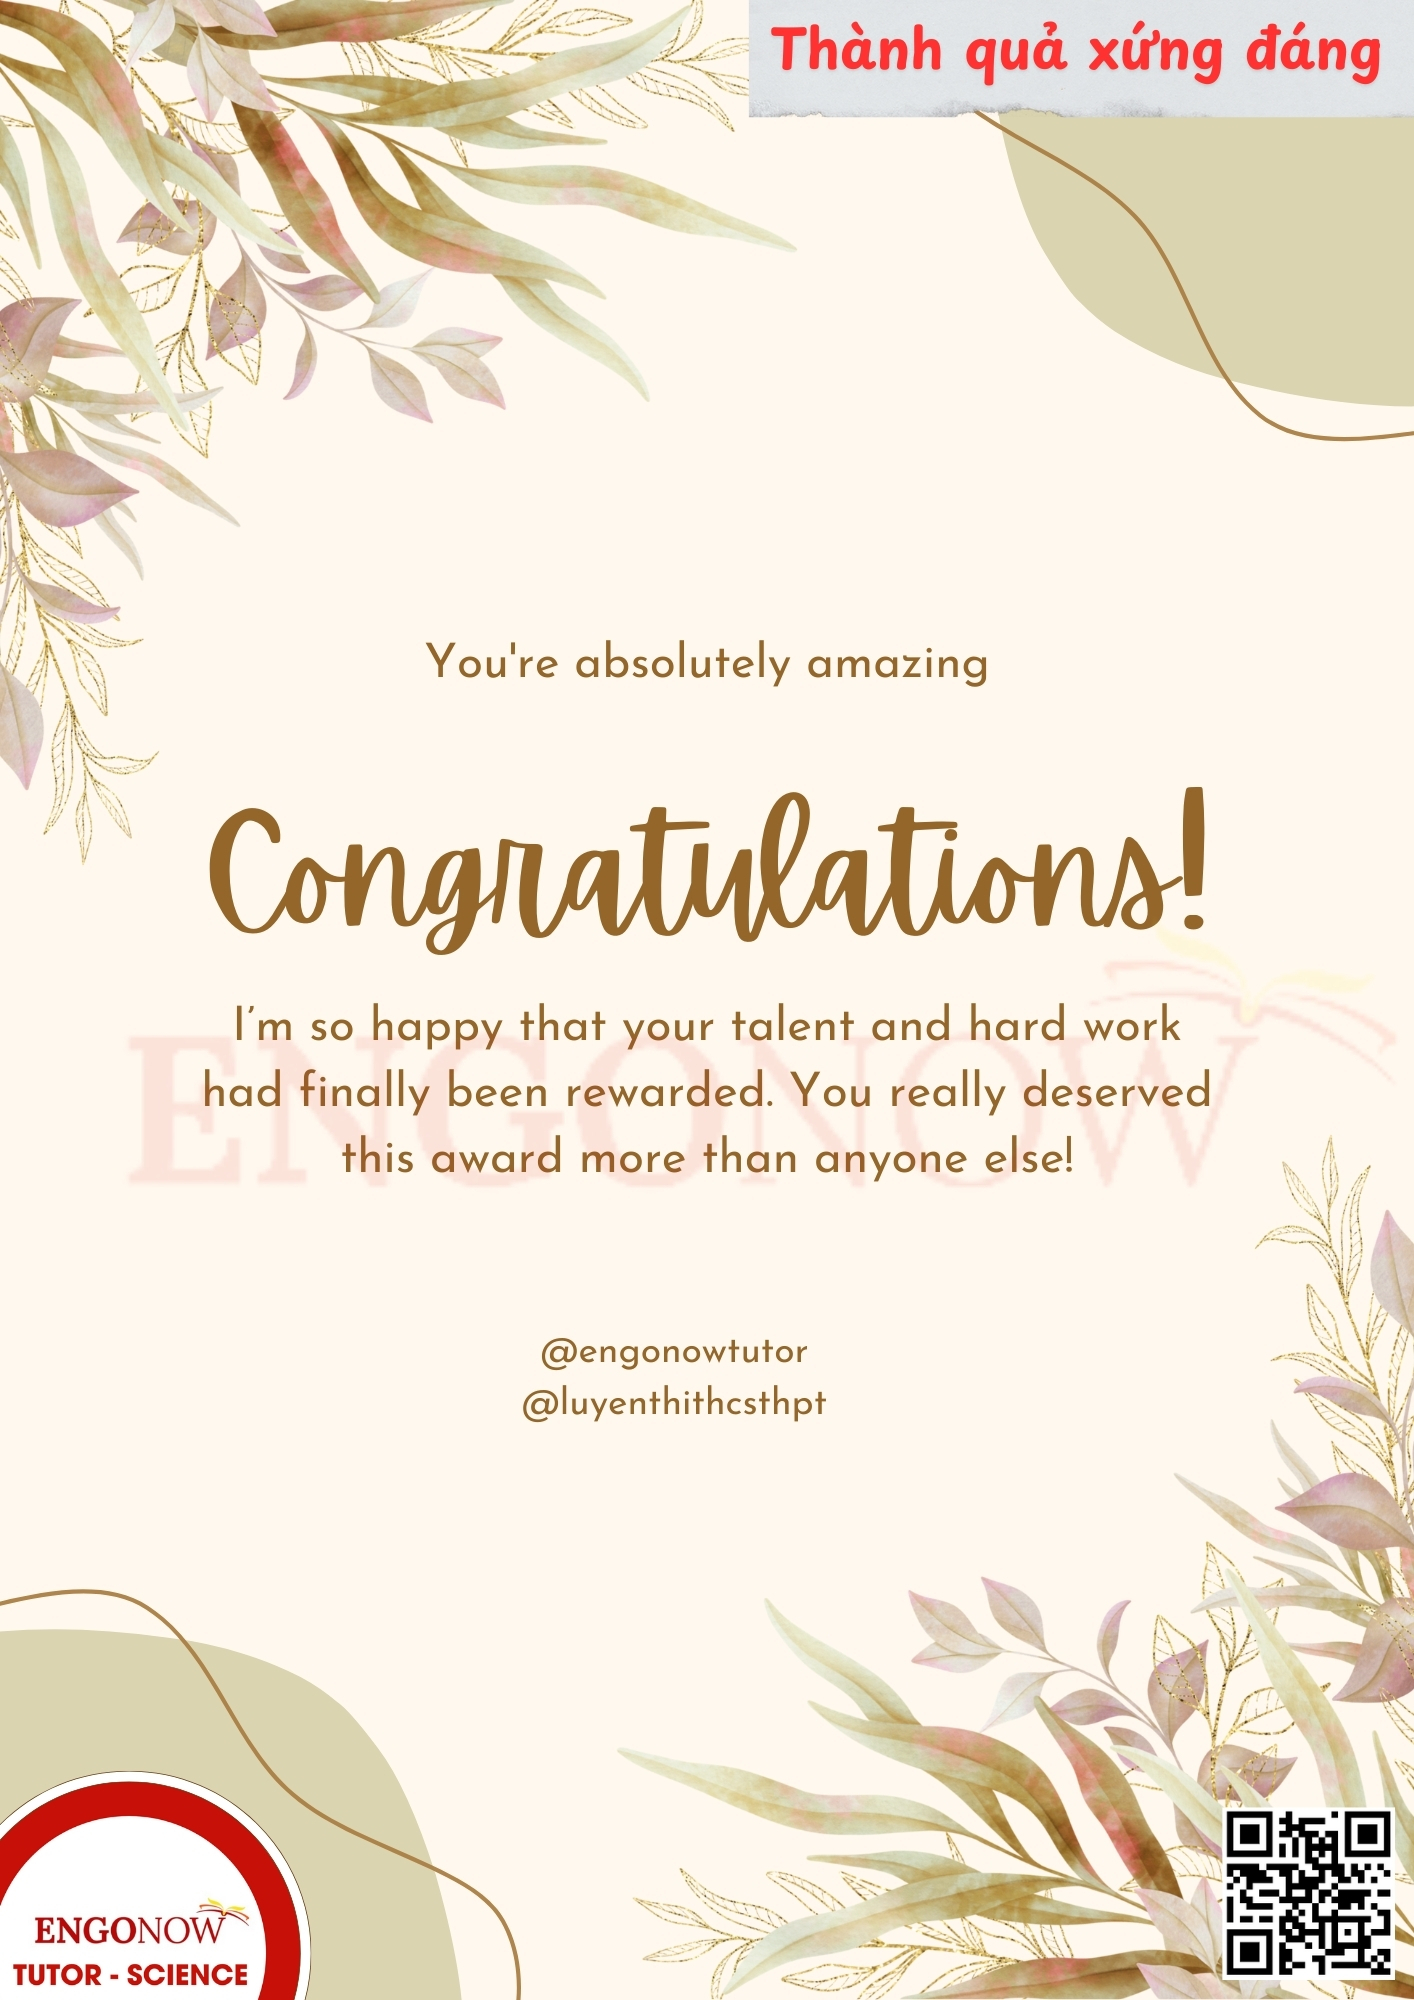 Thành quả xứng đáng
You're absolutely amazing
Congratulations!
I’m so happy that your talent and hard work
had finally been rewarded. You really deserved
this award more than anyone else!
ENGONOW
@engonowtutor
@luyenthithcsthpt
ENGONOW
TUTOR - SCIENCE